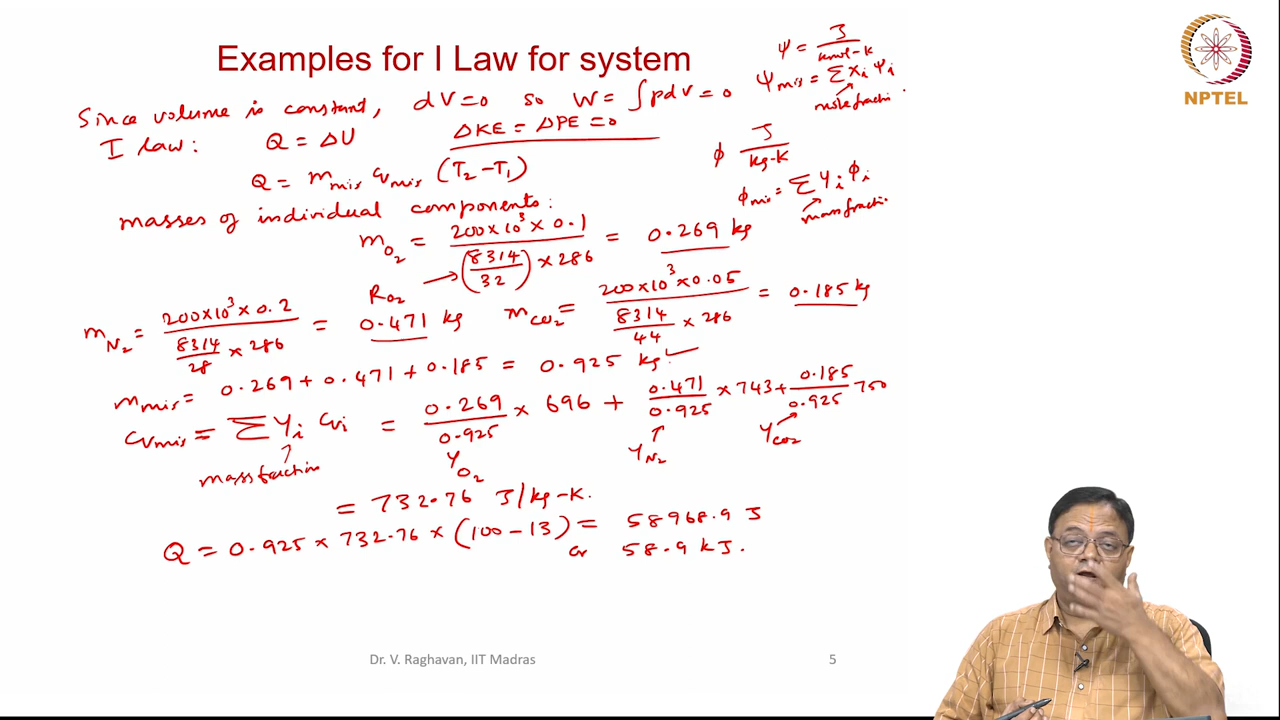 Examples for I Law for system
ψ = J / kmol-K
ψmix = Σ xi ψi
mole fraction
NPTEL
Since volume is constant, dV=0 so W = ∫pdV = 0
I law: Q = ΔU ΔKE = ΔPE = 0
φ J / kg-K
Q = mmix cvmix (T2-T1)
φmix = Σ Yi φi
mass fraction
masses of individual components:
mO2 = 200×10³×0.1 / (8314/32) × 286 = 0.269 kg
RO2
mN2 = 200×10³×0.2 / 8314/28 × 286 = 0.471 kg mCO2 = 200×10³×0.05 / 8314/44 × 286 = 0.185 kg
mmix = 0.269 + 0.471 + 0.185 = 0.925 kg.
cvmix = Σ Yi cvi = 0.269/0.925 × 696 + 0.471/0.925 × 743 + 0.185/0.925 750
mass fraction YO2 YN2 YCO2
= 732.76 J/kg-K.
Q = 0.925 × 732.76 × (100-13) = 58968.9 J
or 58.9 kJ.
Dr. V. Raghavan, IIT Madras
5